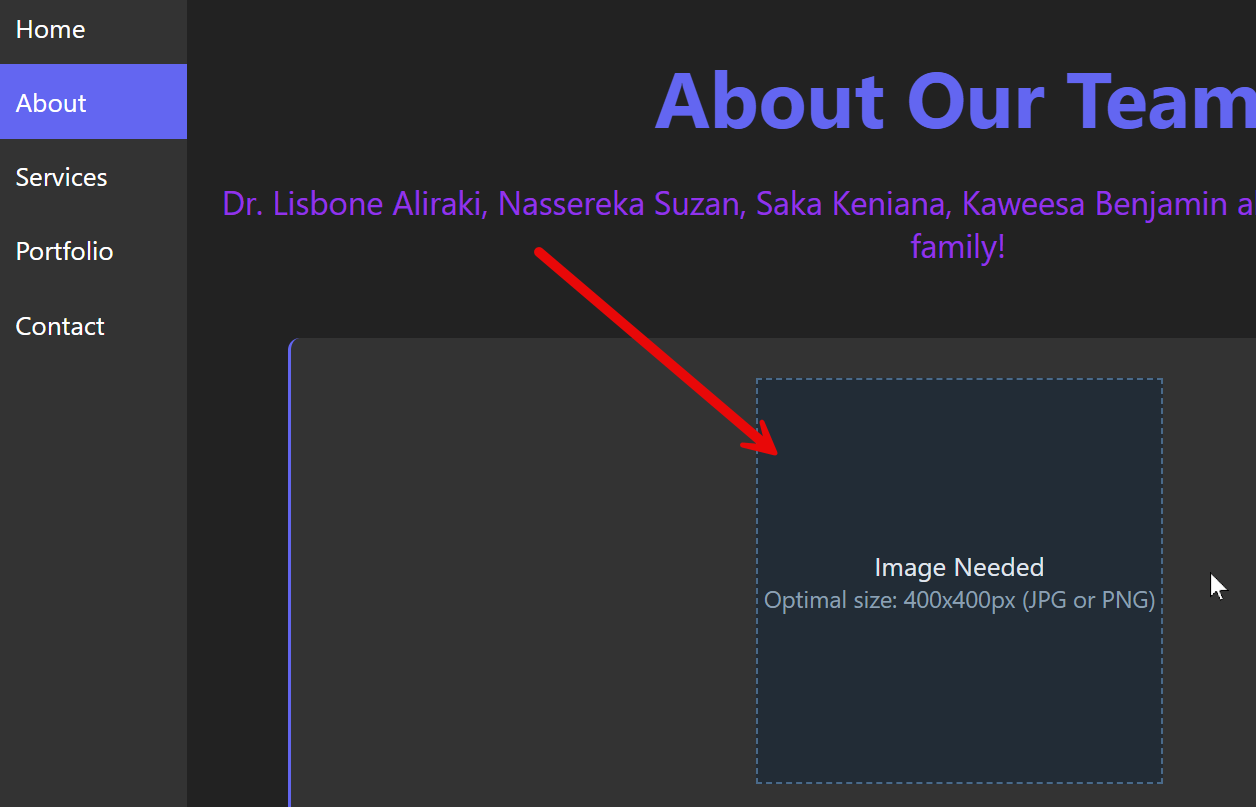 Home
About
Services
Portfolio
Contact
About Our Team
Dr. Lisbone Aliraki, Nassereka Suzan, Saka Keniana, Kaweesa Benjamin a
family!
Image Needed
Optimal size: 400x400px (JPG or PNG)